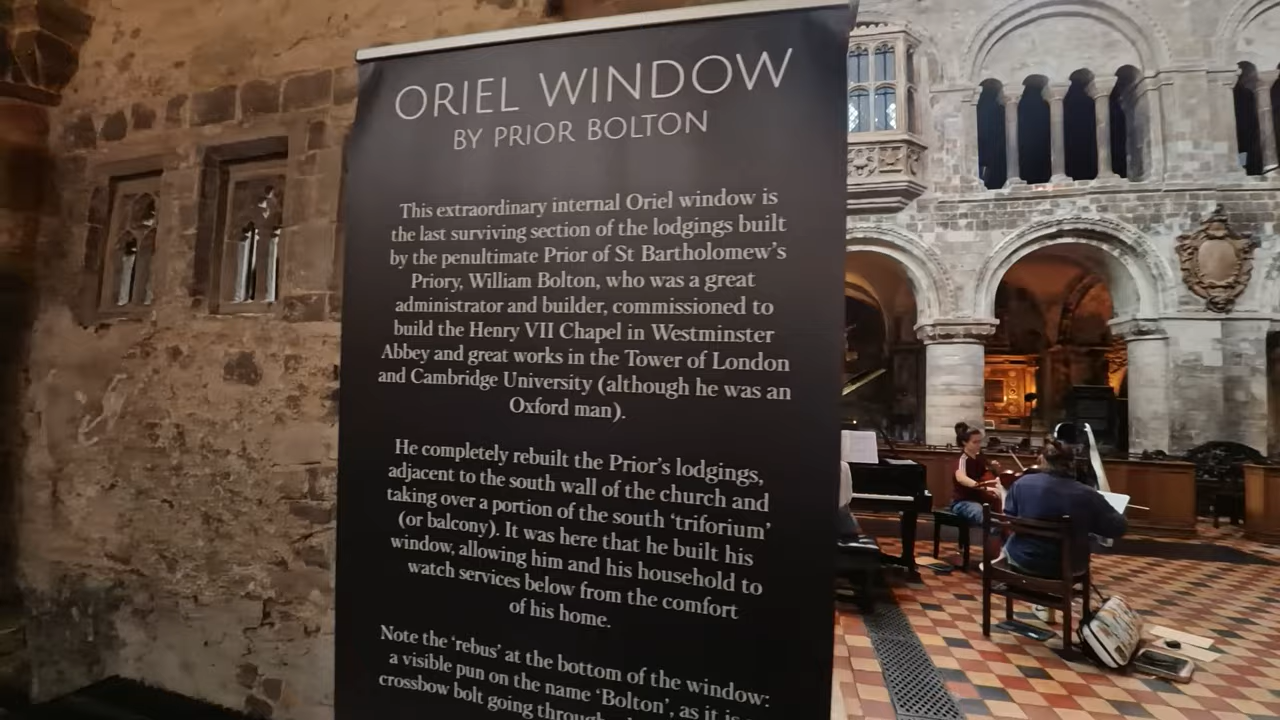 ORIEL WINDOW
BY PRIOR BOLTON
This extraordinary internal Oriel window is
the last surviving section of the lodgings built
by the penultimate Prior of St Bartholomew's
Priory, William Bolton, who was a great
administrator and builder, commissioned to
build the Henry VII Chapel in Westminster
Abbey and great works in the Tower of London
and Cambridge University (although he was an
Oxford man).
He completely rebuilt the Prior's lodgings,
adjacent to the south wall of the church and
taking over a portion of the south 'triforium'
(or balcony). It was here that he built his
window, allowing him and his household to
watch services below from the comfort
of his home.
Note the 'rebus' at the bottom of the window:
a visible pun on the name 'Bolton', as it is
crossbow bolt going through